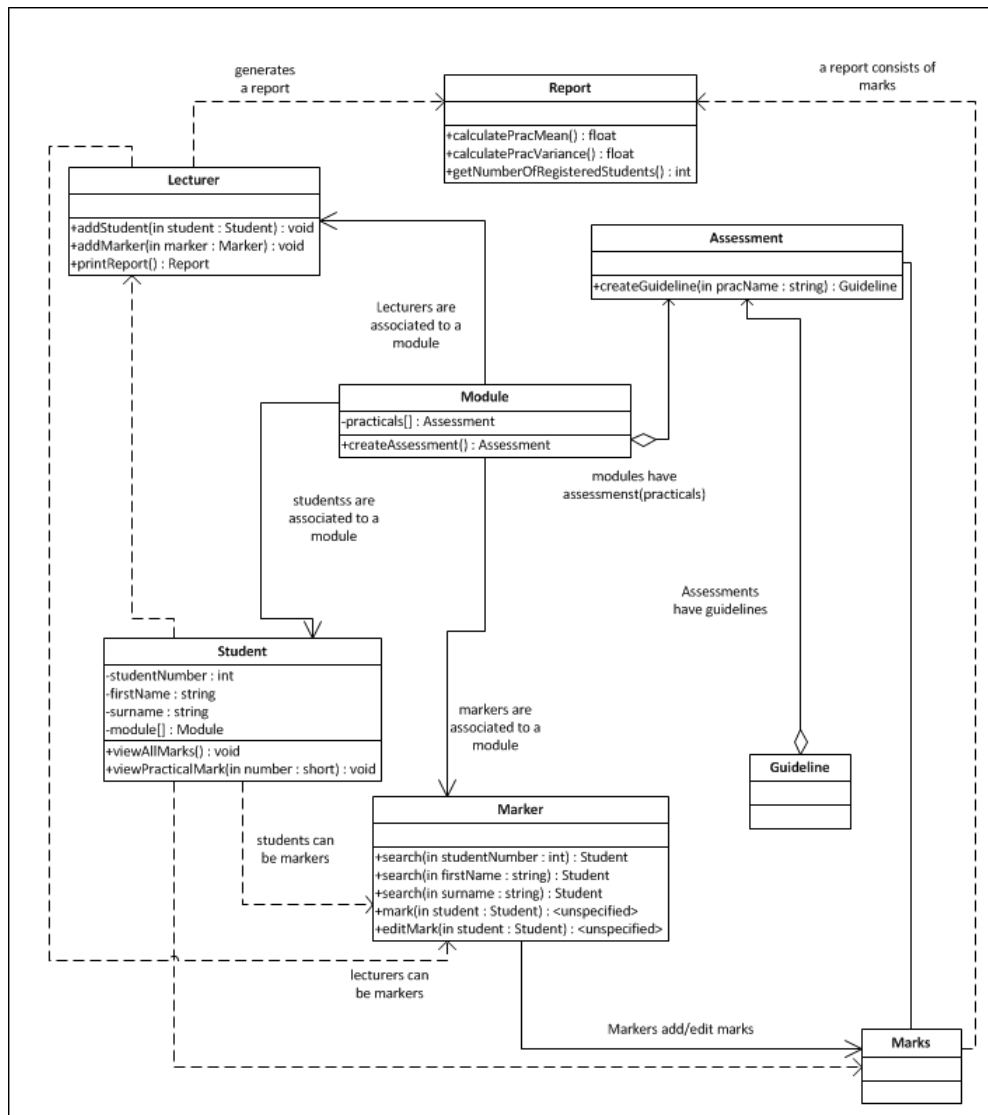 generates
a report
a report consists of
marks
Report
+calculatePracMean() : float
+calculatePracVariance() : float
+getNumberOfRegisteredStudents() : int
Lecturer
+addStudent(in student : Student) : void
+addMarker(in marker : Marker) : void
+printReport() : Report
Assessment
+createGuideline(in pracName : string) : Guideline
Lecturers are
associated to a
module
Module
-practicals[] : Assessment
+createAssessment() : Assessment
modules have
assessmenst(practicals)
studentss are
associated to a
module
Assessments
have guidelines
Student
-studentNumber : int
-firstName : string
-surname : string
-module[] : Module
+viewAllMarks() : void
+viewPracticalMark(in number : short) : void
markers are
associated to a
module
Guideline
Marker
+search(in studentNumber : int) : Student
+search(in firstName : string) : Student
+search(in surname : string) : Student
+mark(in student : Student) : <unspecified>
+editMark(in student : Student) : <unspecified>
students can
be markers
lecturers can
be markers
Markers add/edit marks
Marks